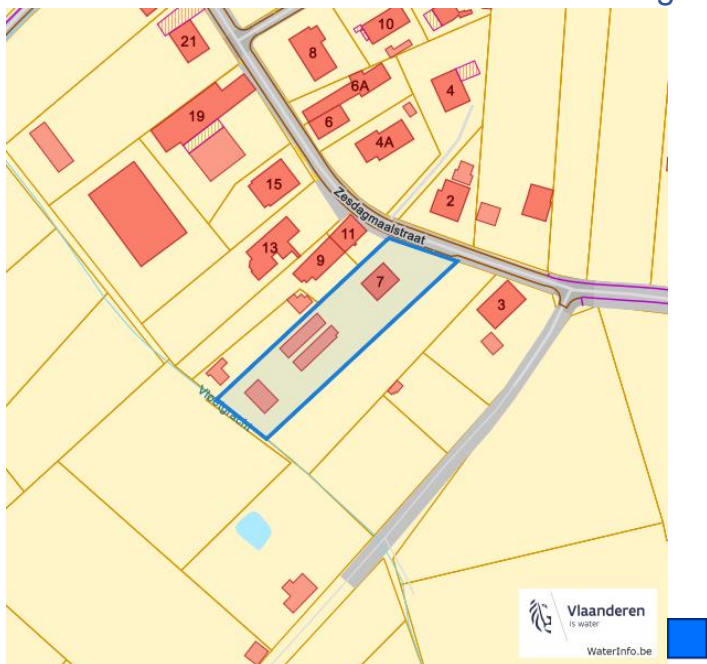 10
21
8
6A
4
6
19
4A
15
2
Zesdagmaalstraat
11
13
9
7
3
Vloeigracht
Vlaanderen
is water
WaterInfo.be